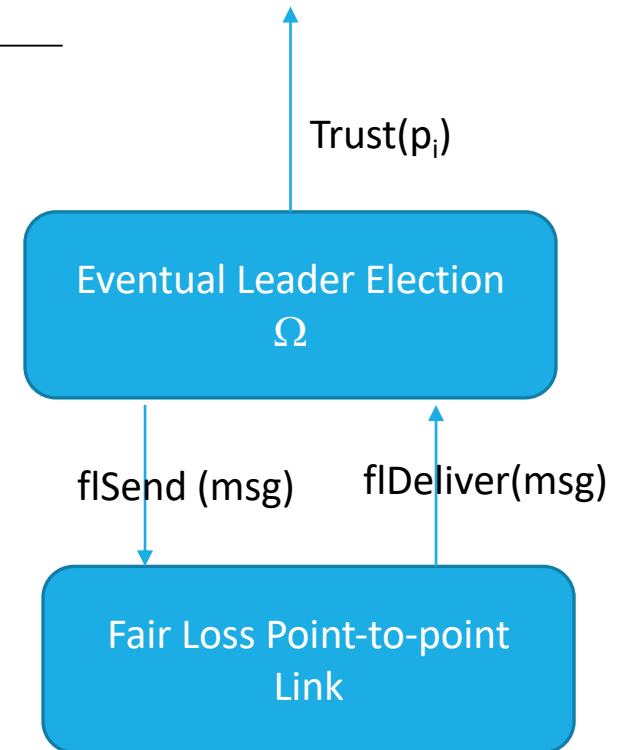 Trust(pᵢ)
Eventual Leader Election
Ω
flSend (msg)
flDeliver(msg)
Fair Loss Point-to-point
Link